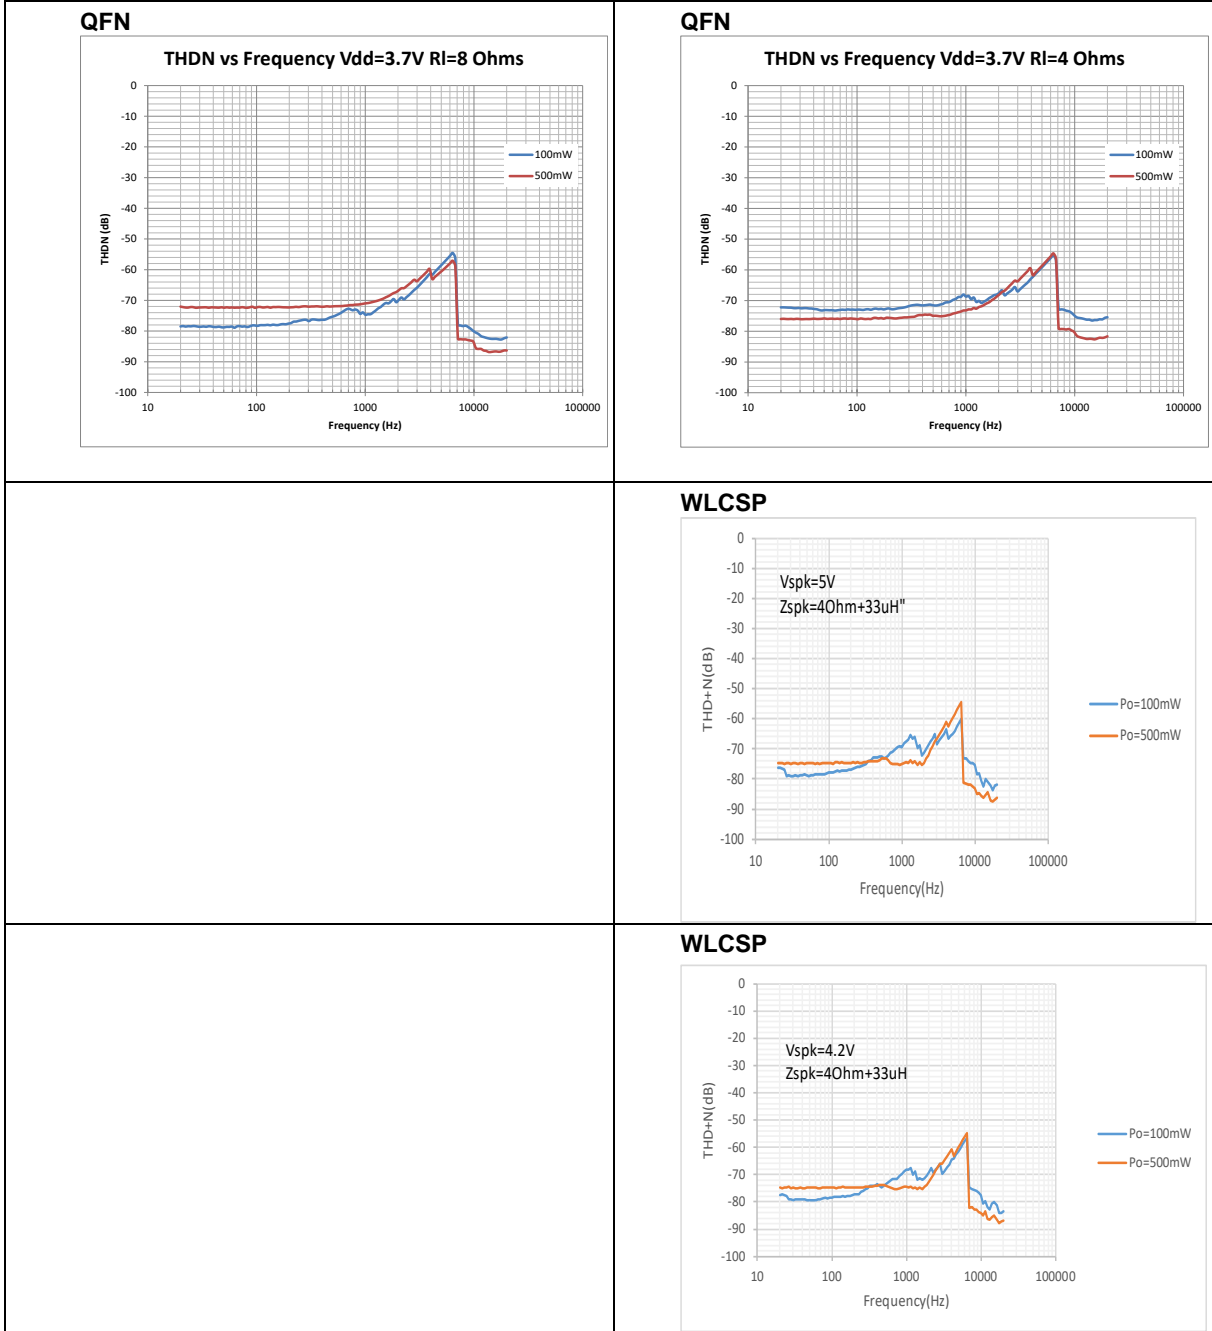 QFN
THDN vs Frequency Vdd=3.7V Rl=8 Ohms
0
-10
-20
-30
-40
-50
-60
-70
-80
-90
-100
THDN (dB)
100mW
500mW
10 100 1000 10000 100000
Frequency (Hz)
QFN
THDN vs Frequency Vdd=3.7V Rl=4 Ohms
0
-10
-20
-30
-40
-50
-60
-70
-80
-90
-100
THDN (dB)
100mW
500mW
10 100 1000 10000 100000
Frequency (Hz)
WLCSP
0
-10
-20
-30
-40
-50
-60
-70
-80
-90
-100
THD+N(dB)
Vspk=5V
Zspk=4Ohm+33uH"
Po=100mW
Po=500mW
10 100 1000 10000 100000
Frequency(Hz)
WLCSP
0
-10
-20
-30
-40
-50
-60
-70
-80
-90
-100
THD+N(dB)
Vspk=4.2V
Zspk=4Ohm+33uH
Po=100mW
Po=500mW
10 100 1000 10000 100000
Frequency(Hz)